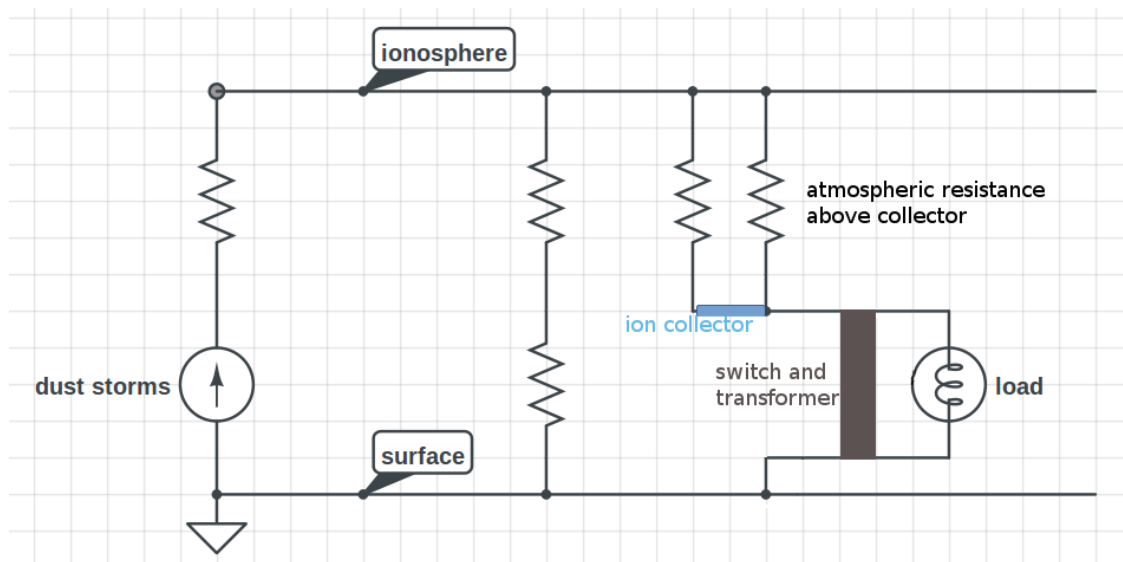 ionosphere
atmospheric resistance
above collector
ion collector
switch and
transformer
dust storms
load
surface